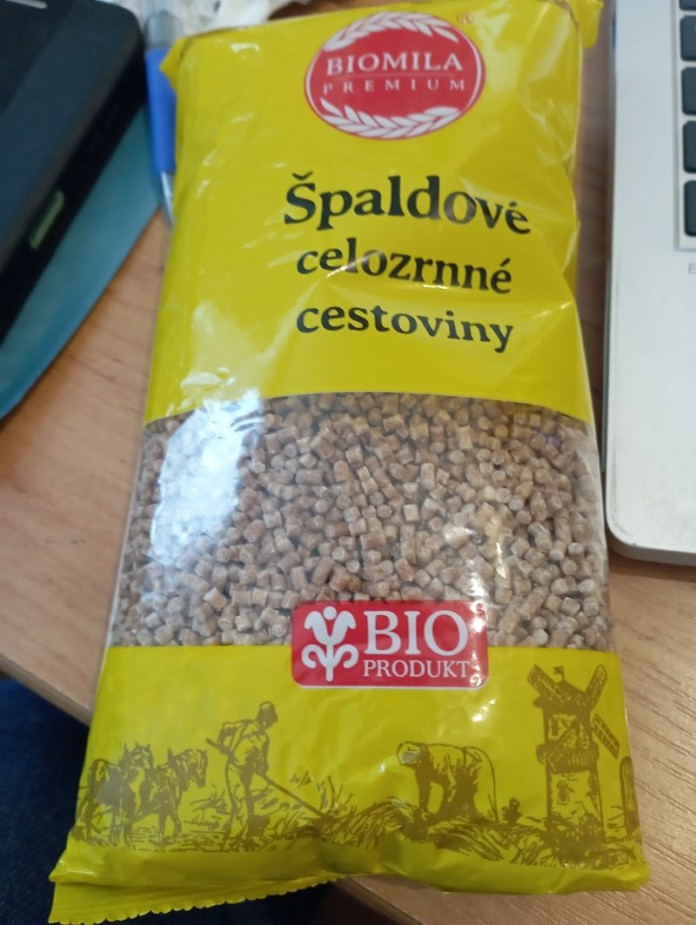 BIOMILA
PREMIUM
Špaldové
celozrnné
cestoviny
BIO
PRODUKT